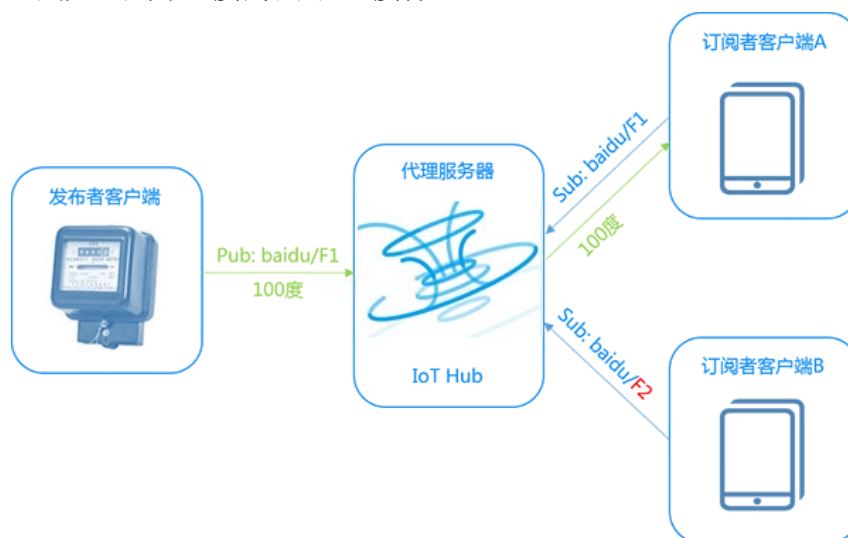 订阅者客户端A
代理服务器
发布者客户端
Sub: baidu/F1
100度
Pub: baidu/F1
100度
Sub: baidu/F2
IoT Hub
订阅者客户端B